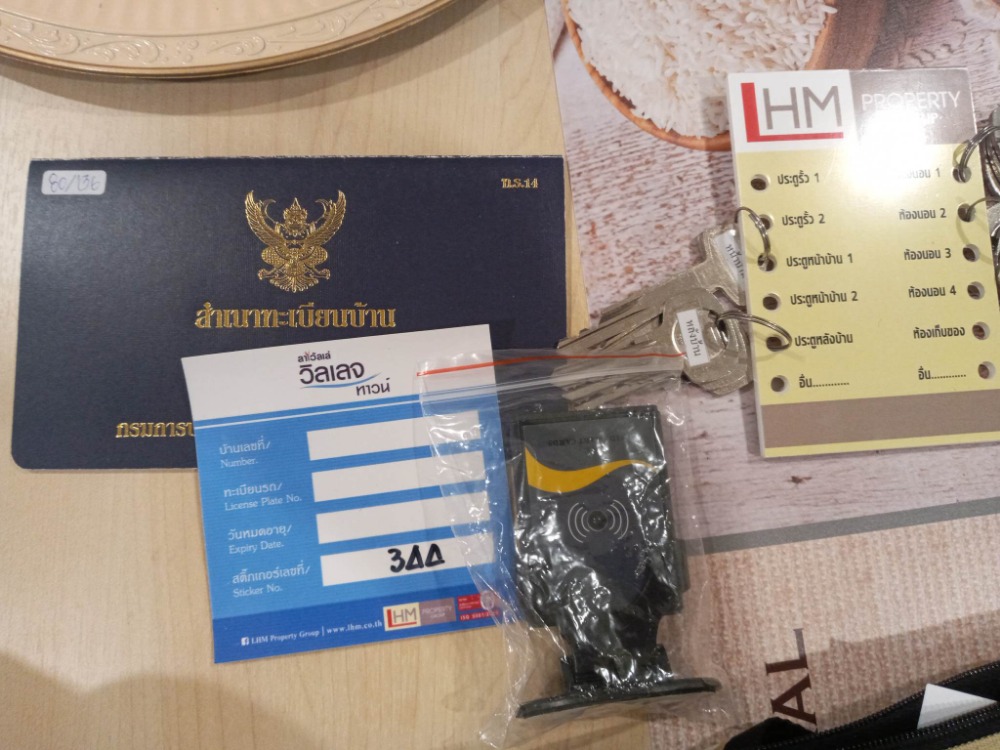 80/136
ท.ร.14
สำเนาทะเบียนบ้าน
กรมการป
ลาวัลเล่
วิลเลจ
ทาวน์
บ้านเลขที่/
Number.
ทะเบียนรถ/
License Plate No.
วันหมดอายุ/
Expiry Date.
สติ๊กเกอร์เลขที่/
Sticker No.
344
LHM PROPERTY
LHM Property Group | www.lhm.co.th
หลังบ้าน
LHM PROPERTY
ประตูรั้ว 1
ประตูรั้ว 2
ประตูหน้าบ้าน 1
ประตูหน้าบ้าน 2
ประตูหลังบ้าน
อื่น............
นอน 1
ห้องนอน 2
ห้องนอน 3
ห้องนอน 4
ห้องเก็บของ
อื่น............
AL